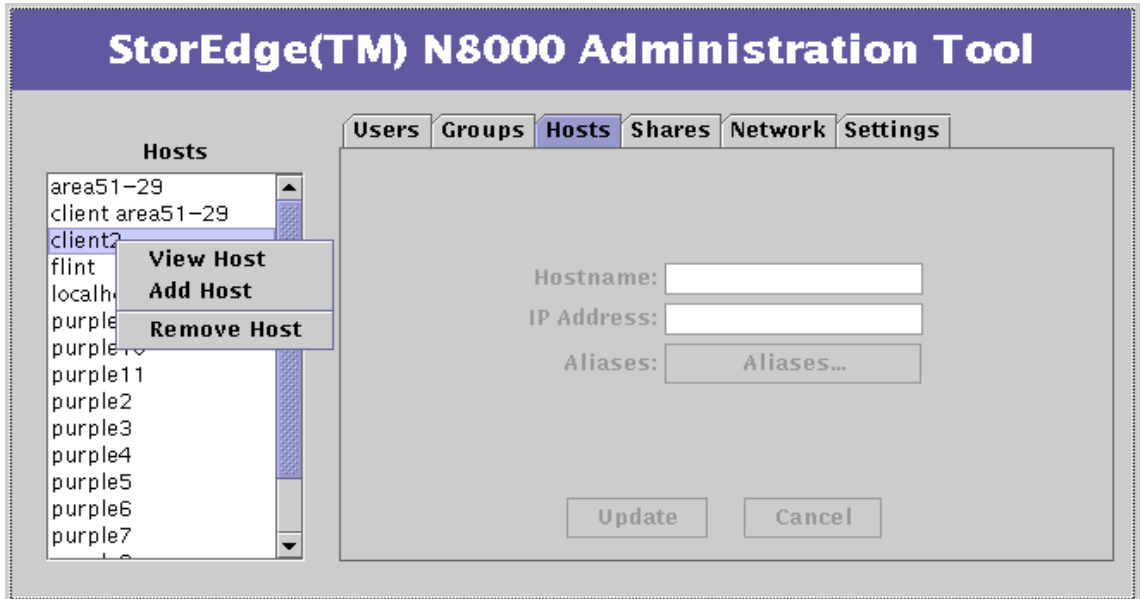 StorEdge(TM) N8000 Administration Tool
Users Groups Hosts Shares Network Settings
Hosts
area51-29
client area51-29
client2
View Host
flint
Add Host
Remove Host
purple11
purple2
purple3
purple4
purple5
purple6
purple7
Hostname:
IP Address:
Aliases: Aliases...
Update Cancel